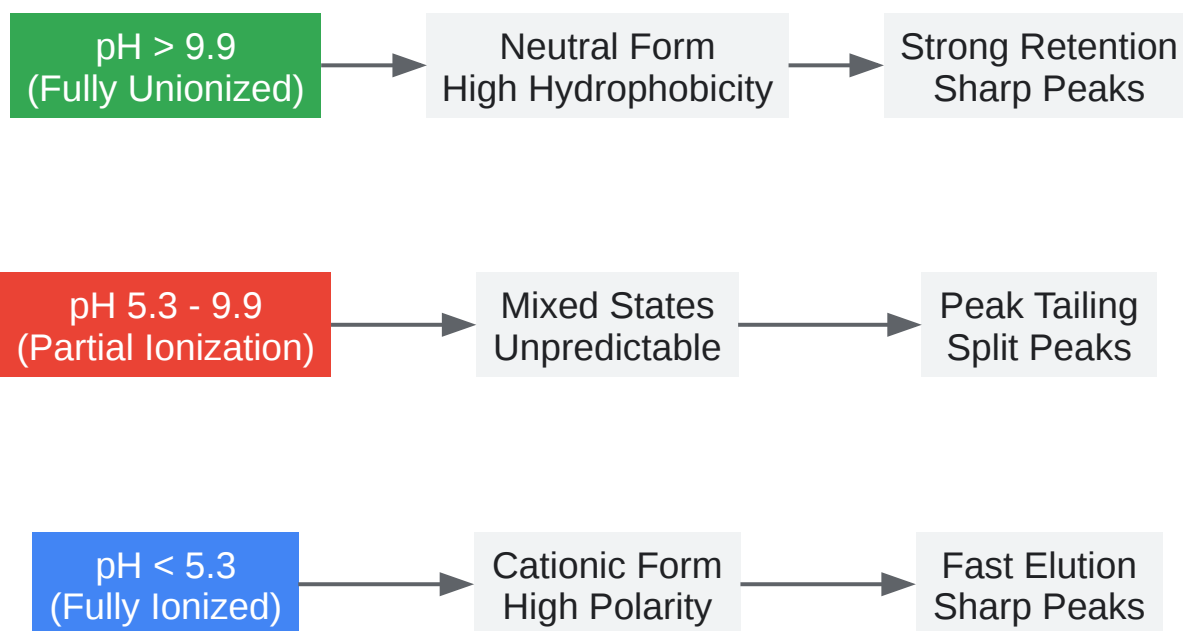 pH > 9.9
(Fully Unionized)
Neutral Form
High Hydrophobicity
Strong Retention
Sharp Peaks
pH 5.3 - 9.9
(Partial Ionization)
Mixed States
Unpredictable
Peak Tailing
Split Peaks
pH < 5.3
(Fully Ionized)
Cationic Form
High Polarity
Fast Elution
Sharp Peaks